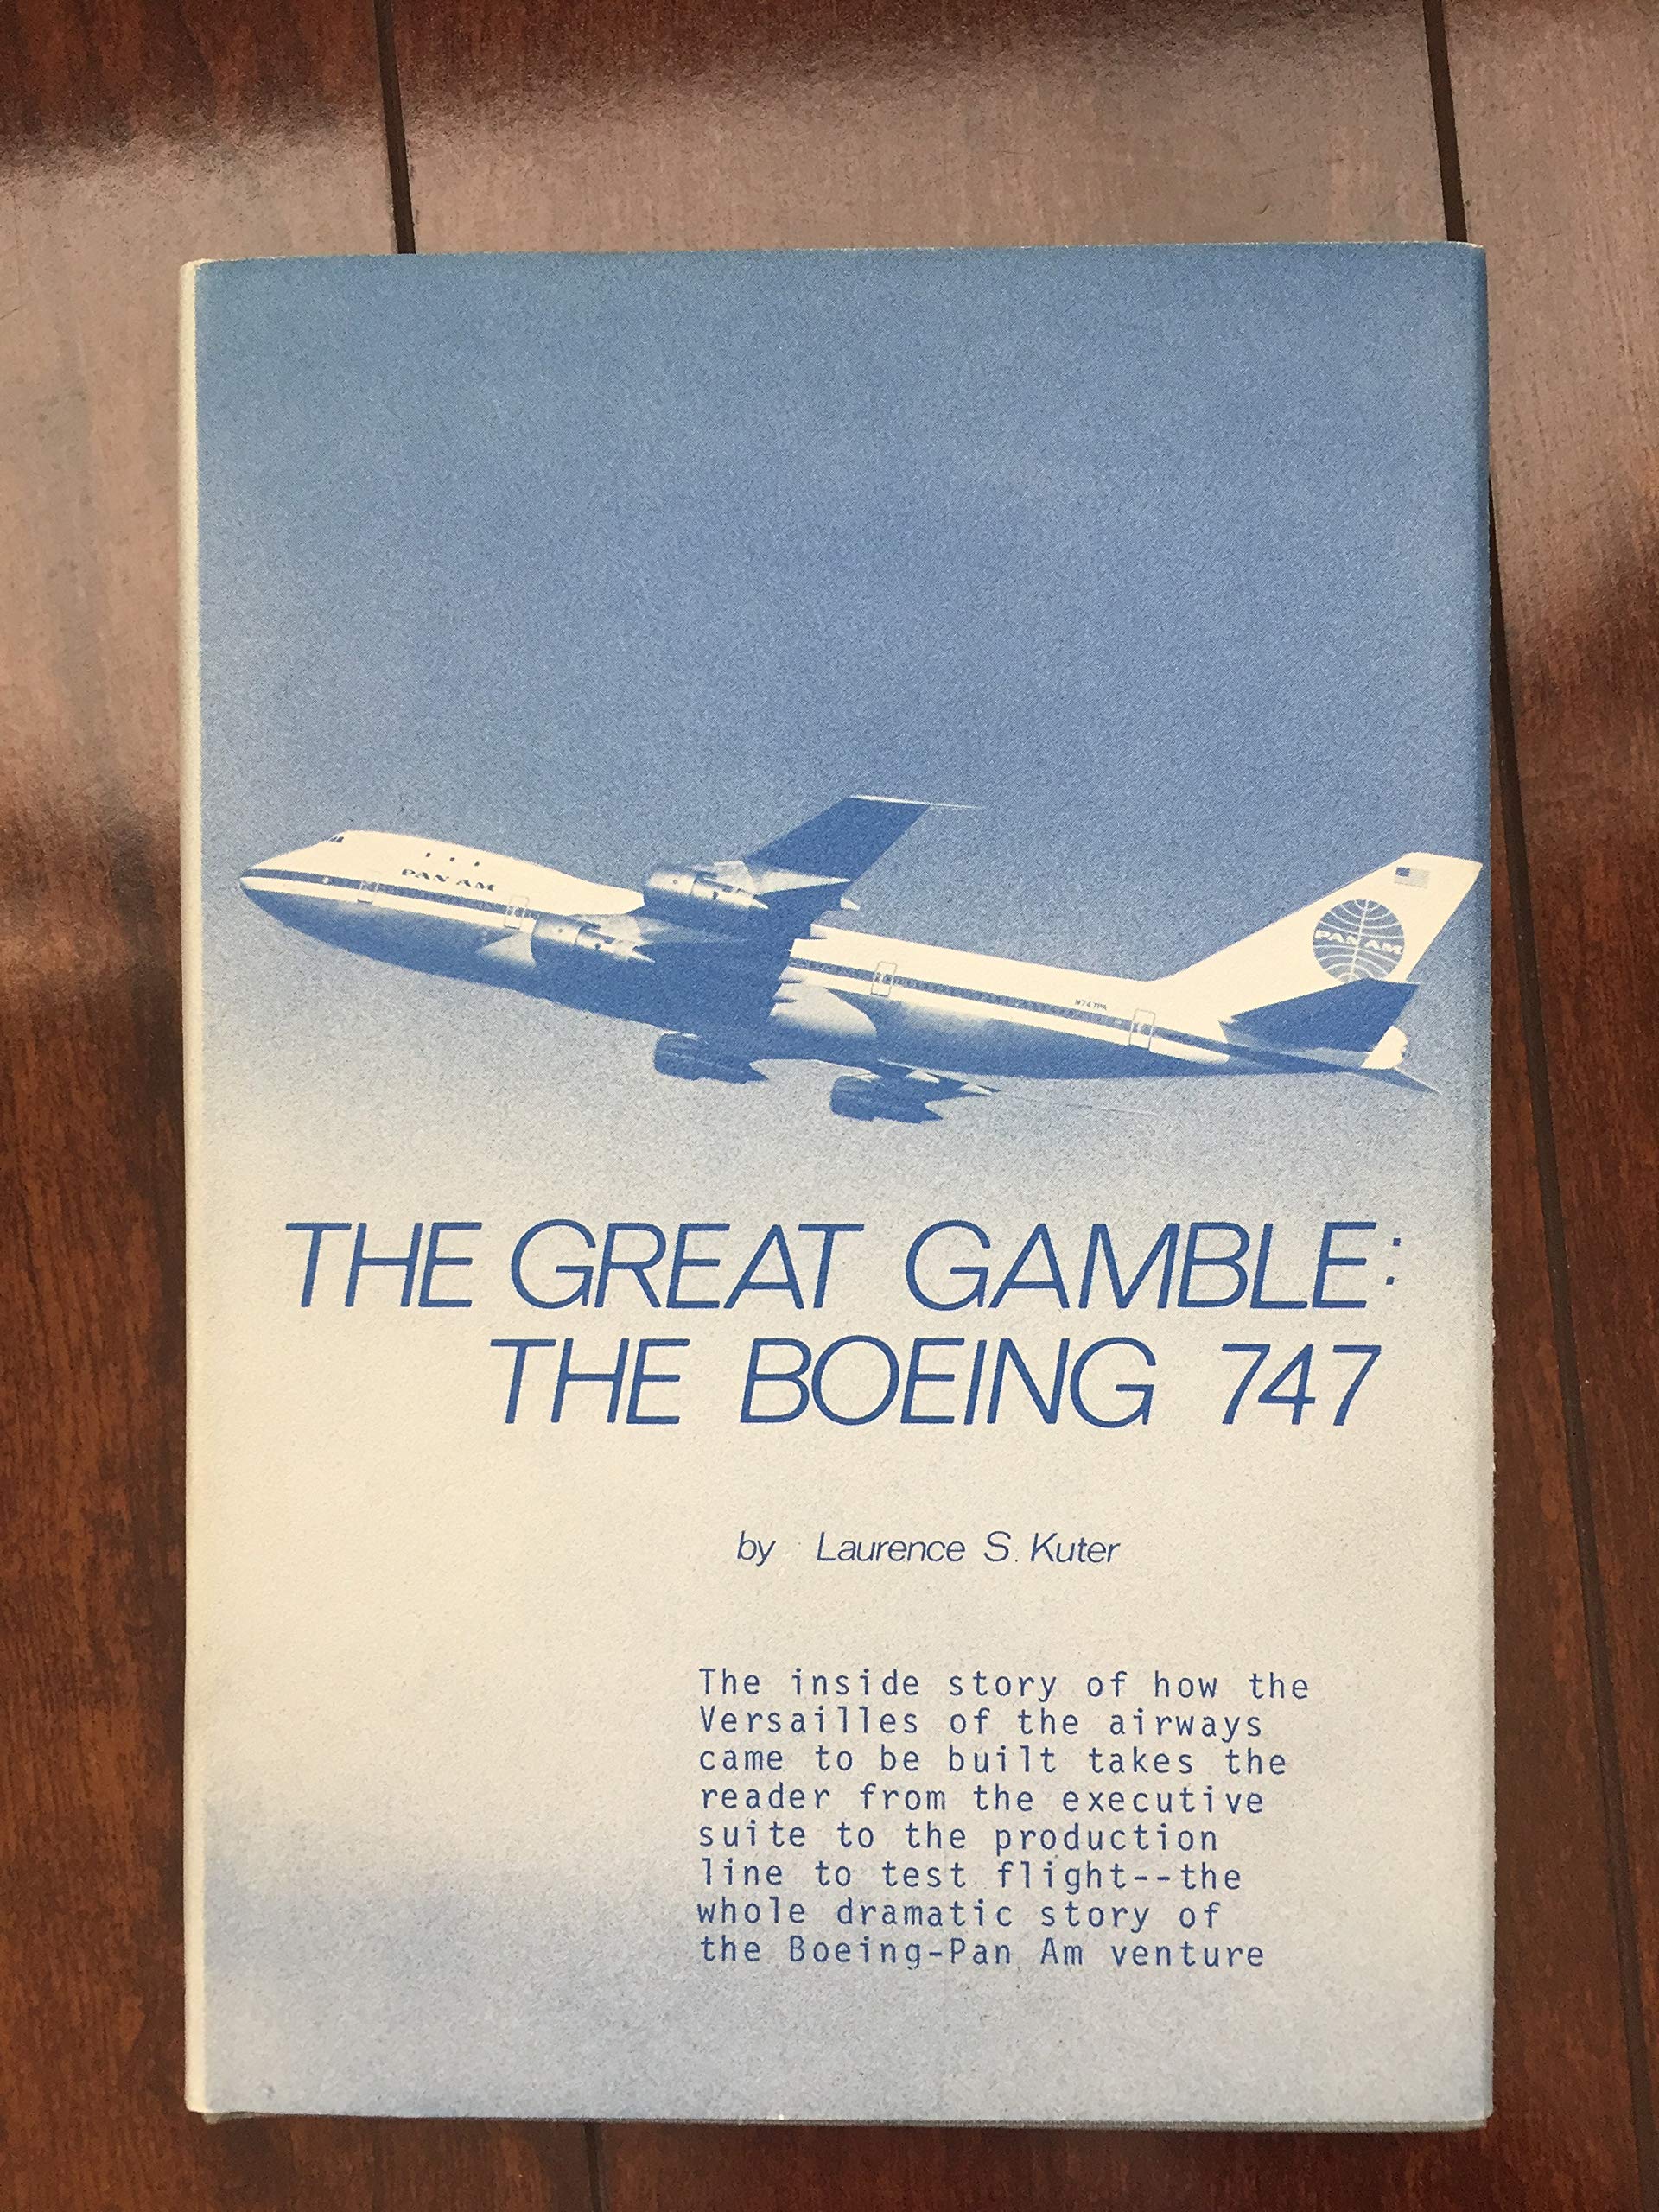 PAN AM
PAN AM
N747PA
THE GREAT GAMBLE:
THE BOEING 747
by Laurence S. Kuter
The inside story of how the
Versailles of the airways
came to be built takes the
reader from the executive
suite to the production
line to test flight--the
whole dramatic story of
the Boeing-Pan Am venture